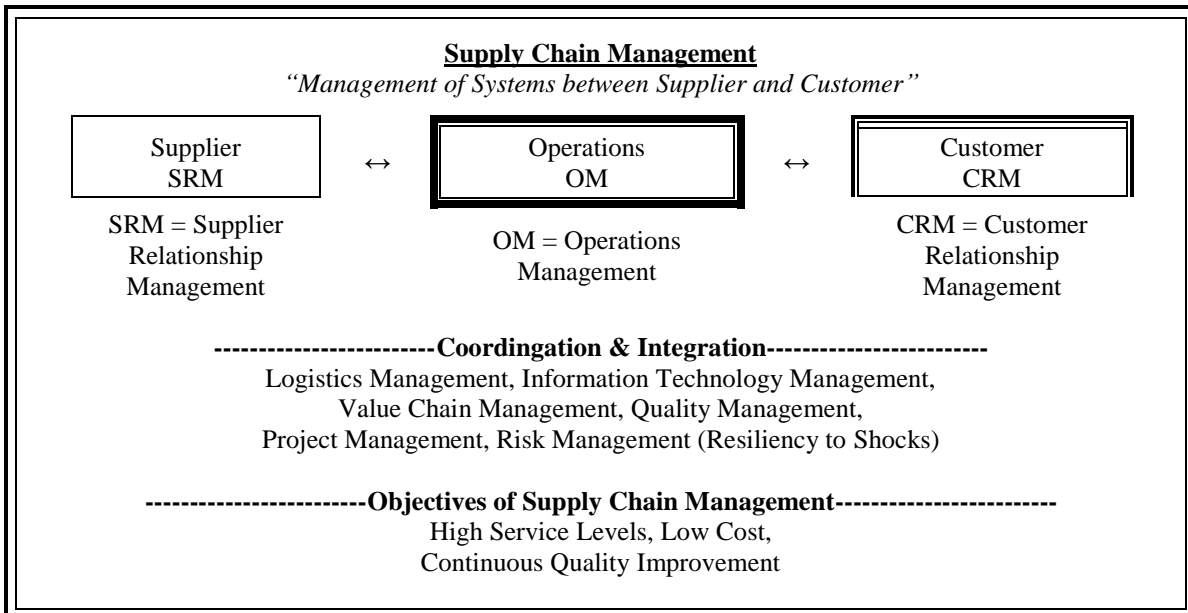 Supply Chain Management
“Management of Systems between Supplier and Customer”
Supplier
SRM
↔
Operations
OM
↔
Customer
CRM
SRM = Supplier
Relationship
Management
OM = Operations
Management
CRM = Customer
Relationship
Management
-------------------------Coordingation & Integration-------------------------
Logistics Management, Information Technology Management,
Value Chain Management, Quality Management,
Project Management, Risk Management (Resiliency to Shocks)
-------------------------Objectives of Supply Chain Management-------------------------
High Service Levels, Low Cost,
Continuous Quality Improvement